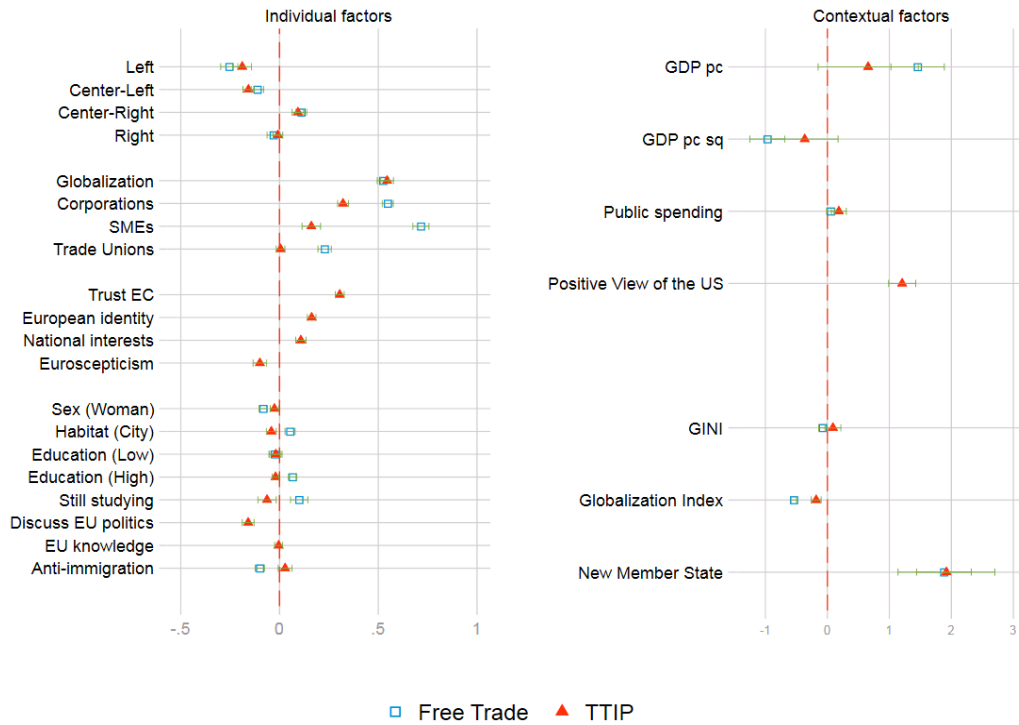 Individual factors
Left
Center-Left
Center-Right
Right
Globalization
Corporations
SMEs
Trade Unions
Trust EC
European identity
National interests
Euroscepticism
Sex (Woman)
Habitat (City)
Education (Low)
Education (High)
Still studying
Discuss EU politics
EU knowledge
Anti-immigration
-.5 0 .5 1
Contextual factors
GDP pc
GDP pc sq
Public spending
Positive View of the US
GINI
Globalization Index
New Member State
-1 0 1 2 3
Free Trade TTIP